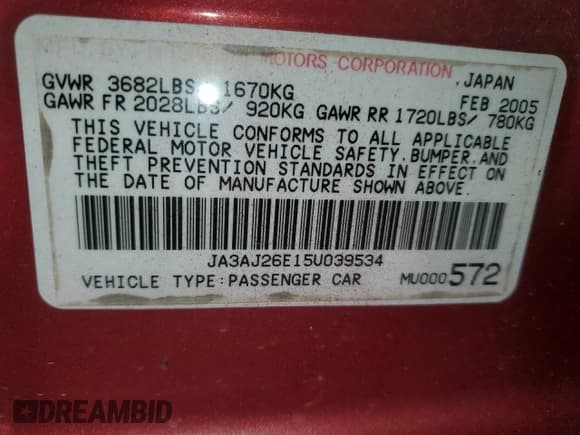 MOTORS CORPORATION
JAPAN
GVWR 3682LBS 1670KG FEB 2005
GAWR FR 2028LBS/ 920KG GAWR RR 1720LBS/ 780KG
THIS VEHICLE CONFORMS TO ALL APPLICABLE
FEDERAL MOTOR VEHICLE SAFETY, BUMPER, AND
THEFT PREVENTION STANDARDS IN EFFECT ON
THE DATE OF MANUFACTURE SHOWN ABOVE.
JA3AJ26E15U039534
VEHICLE TYPE:PASSENGER CAR MU000572
DREAMBID